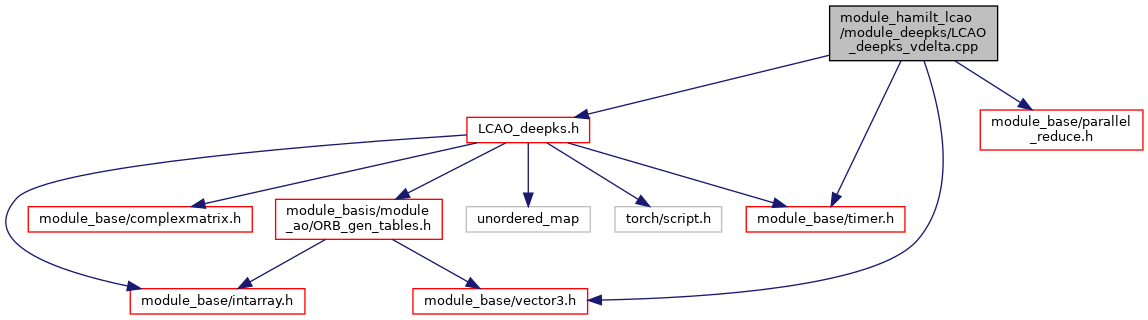 module_hamilt_lcao
/module_deepks/LCAO
_deepks_vdelta.cpp
LCAO_deepks.h
module_base/parallel
_reduce.h
module_base/complexmatrix.h
module_basis/module
_ao/ORB_gen_tables.h
unordered_map
torch/script.h
module_base/timer.h
module_base/intarray.h
module_base/vector3.h